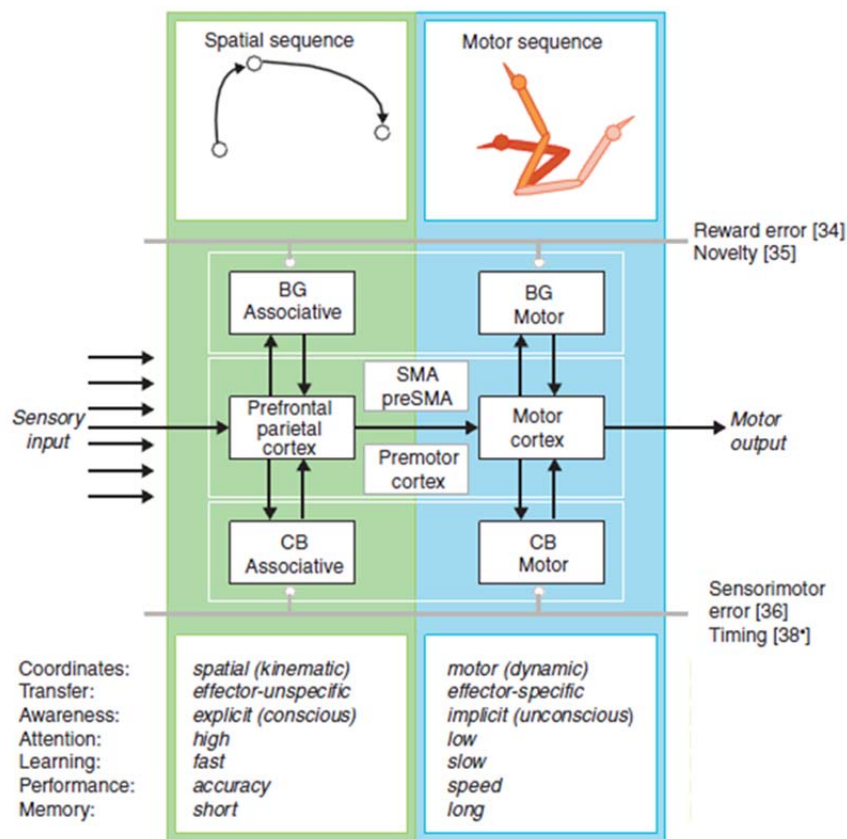 Spatial sequence
Motor sequence
Reward error [34]
Novelty [35]
BG
Associative
BG
Motor
SMA
preSMA
Sensory
input
Prefrontal
parietal
cortex
Motor
cortex
Motor
output
Premotor
cortex
CB
Associative
CB
Motor
Sensorimotor
error [36]
Timing [38•]
Coordinates: spatial (kinematic) motor (dynamic)
Transfer: effector-unspecific effector-specific
Awareness: explicit (conscious) implicit (unconscious)
Attention: high low
Learning: fast slow
Performance: accuracy speed
Memory: short long